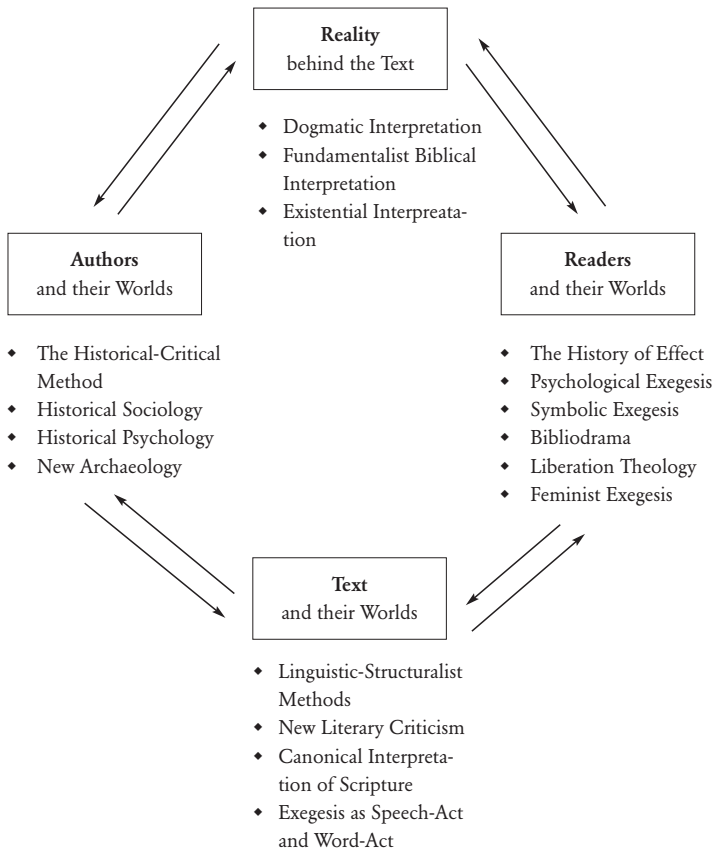 Reality
behind the Text
◆ Dogmatic Interpretation
◆ Fundamentalist Biblical
Interpretation
◆ Existential Interpreata-
tion
Authors
and their Worlds
◆ The Historical-Critical
Method
◆ Historical Sociology
◆ Historical Psychology
◆ New Archaeology
Readers
and their Worlds
◆ The History of Effect
◆ Psychological Exegesis
◆ Symbolic Exegesis
◆ Bibliodrama
◆ Liberation Theology
◆ Feminist Exegesis
Text
and their Worlds
◆ Linguistic-Structuralist
Methods
◆ New Literary Criticism
◆ Canonical Interpreta-
tion of Scripture
◆ Exegesis as Speech-Act
and Word-Act